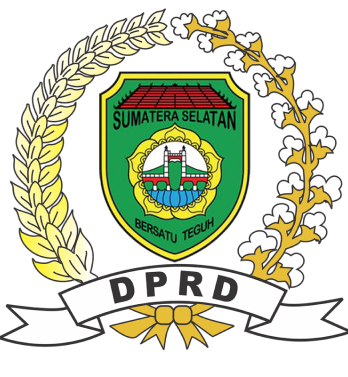 SUMATERA SELATAN
BERSATU TEGUH
DPRD